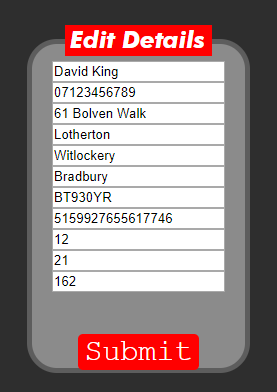 Edit Details
David King
07123456789
61 Bolven Walk
Lotherton
Witlockery
Bradbury
BT930YR
5159927655617746
12
21
162
Submit